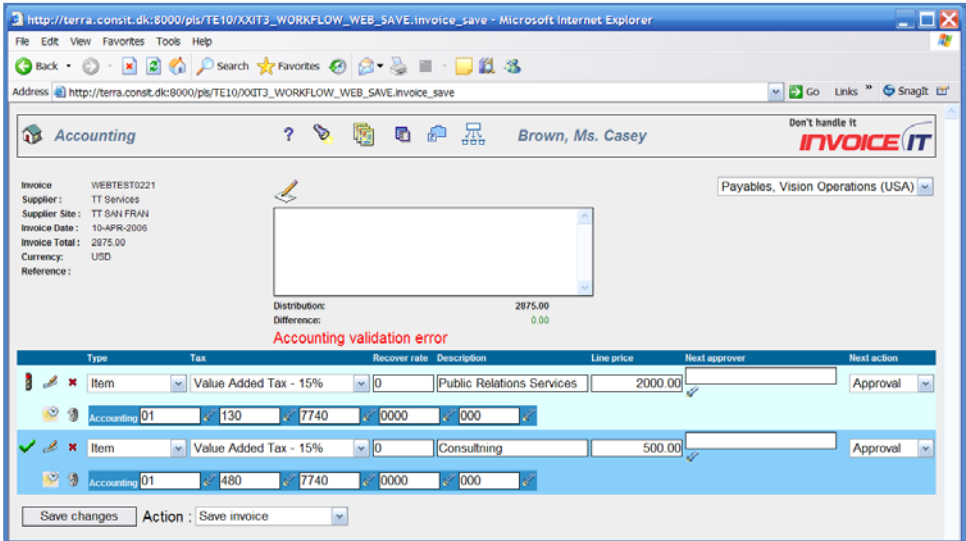 http://terra.consit.dk:8000/pls/TE10/XXIT3_WORKFLOW_WEB_SAVE.invoice_save - Microsoft Internet Explorer
File Edit View Favorites Tools Help
Back Search Favorites
Address http://terra.consit.dk:8000/pls/TE10/XXIT3_WORKFLOW_WEB_SAVE.invoice_save Go Links » SnagIt
Accounting ? Brown, Ms. Casey Don't handle it
INVOICE IT
Invoice WEBTEST0221 Payables, Vision Operations (USA)
Supplier : TT Services
Supplier Site : TT SAN FRAN
Invoice Date : 10-APR-2006
Invoice Total : 2875.00
Currency: USD
Reference :
Distribution: 2875.00
Difference: 0.00
Accounting validation error
Type Tax Recover rate Description Line price Next approver Next action
Item Value Added Tax - 15% 0 Public Relations Services 2000.00 Approval
Accounting 01 130 7740 0000 000
Item Value Added Tax - 15% 0 Consultning 500.00 Approval
Accounting 01 480 7740 0000 000
Save changes Action : Save invoice